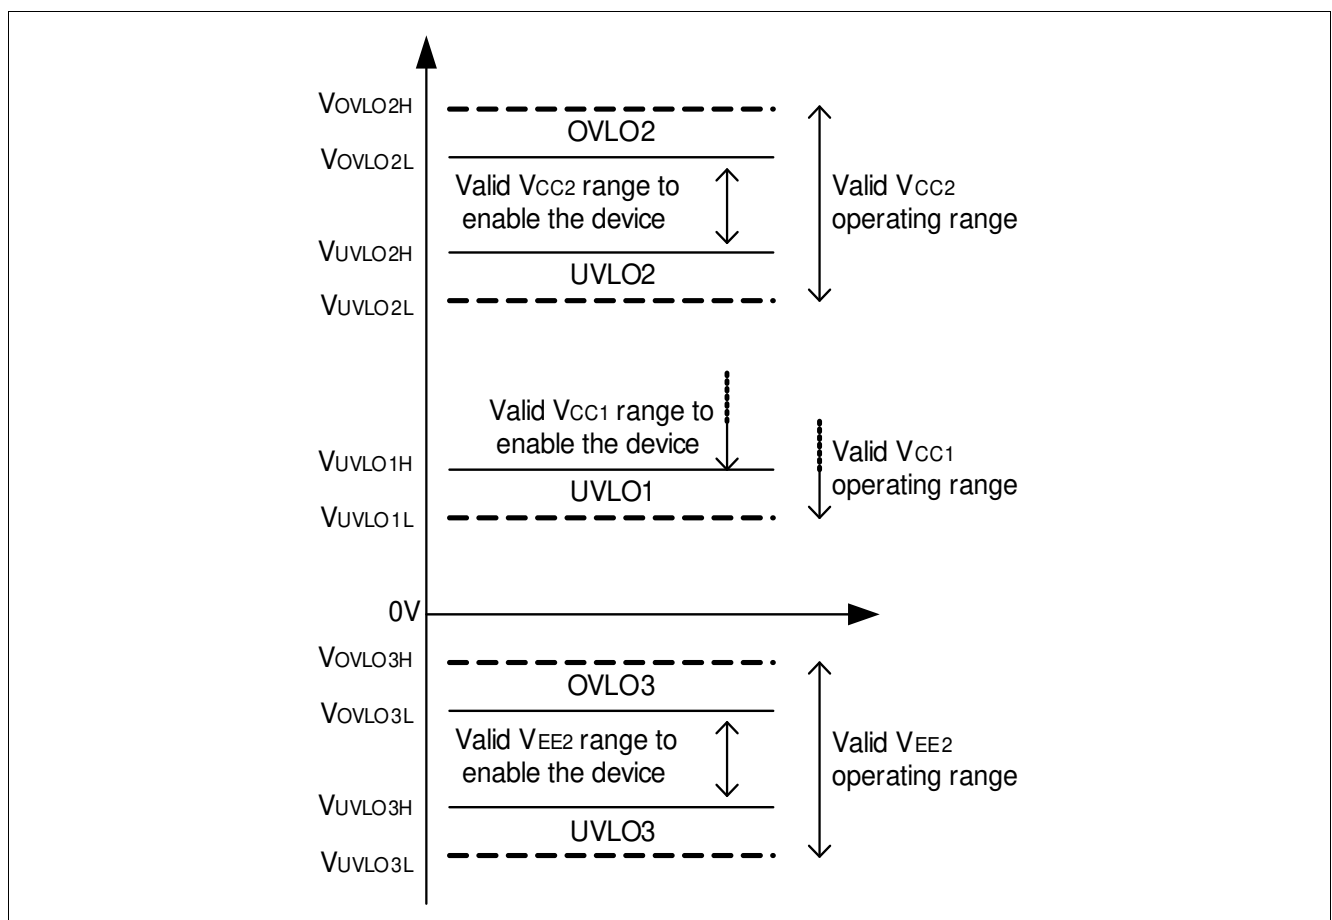 VOVLO2H
OVLO2
VOVLO2L
Valid VCC2 range to
enable the device
Valid VCC2
operating range
VUVLO2H
UVLO2
VUVLO2L
Valid VCC1 range to
enable the device
VUVLO1H
UVLO1
VUVLO1L
Valid VCC1
operating range
0V
VOVLO3H
OVLO3
VOVLO3L
Valid VEE2 range to
enable the device
Valid VEE2
operating range
VUVLO3H
UVLO3
VUVLO3L